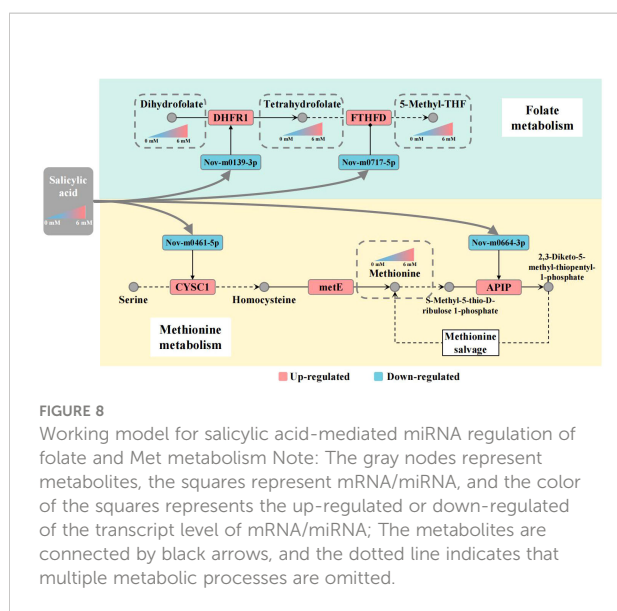 Dihydrofolate
Tetrahydrofolate
5-Methyl-THF
DHFR1
FTHFD
Folate
metabolism
0 mM
6 mM
0 mM
6 mM
0 mM
6 mM
Nov-m0139-3p
Nov-m0717-5p
Salicylic
acid
0 mM
6 mM
Nov-m0461-5p
Nov-m0664-3p
0 mM
6 mM
2,3-Diketo-5-
methyl-thiopentyl-
1-phosphate
Methionine
CYSC1
metE
APIP
Serine
Homocysteine
S-Methyl-5-thio-D-
ribulose 1-phosphate
Methionine
metabolism
Methionine
salvage
Up-regulated
Down-regulated
FIGURE 8
Working model for salicylic acid-mediated miRNA regulation of
folate and Met metabolism Note: The gray nodes represent
metabolites, the squares represent mRNA/miRNA, and the color
of the squares represents the up-regulated or down-regulated
of the transcript level of mRNA/miRNA; The metabolites are
connected by black arrows, and the dotted line indicates that
multiple metabolic processes are omitted.